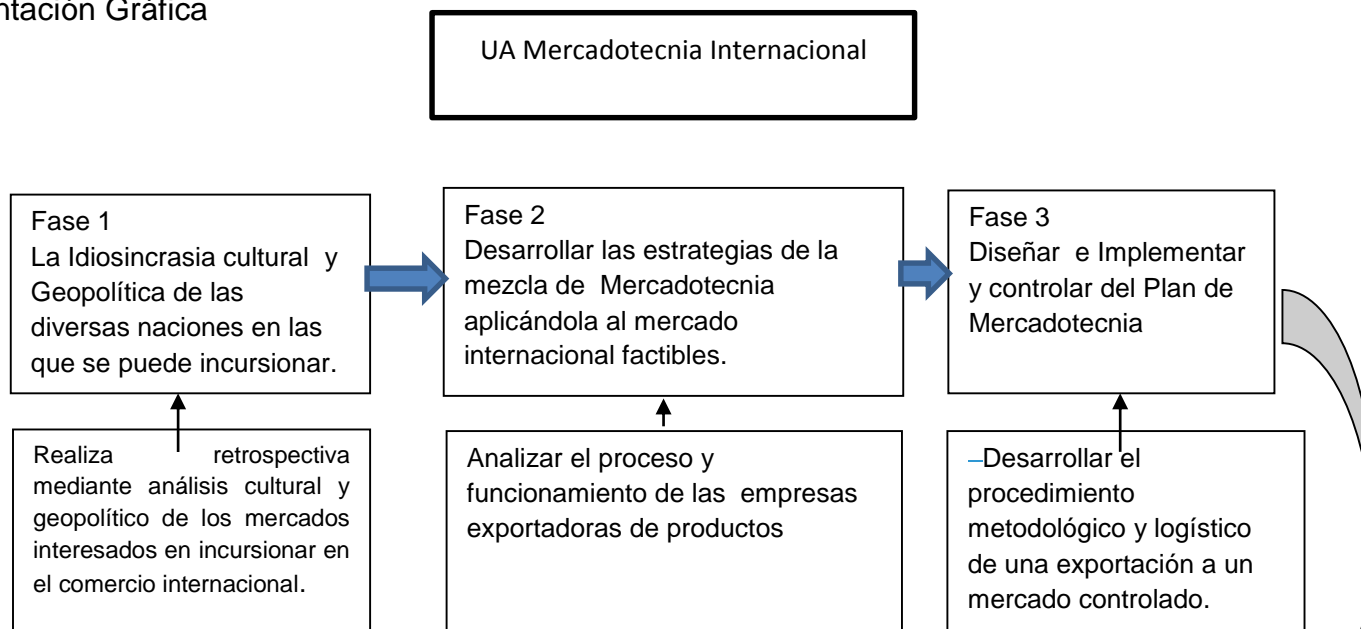 ntación Gráfica
UA Mercadotecnia Internacional
Fase 1
La Idiosincrasia cultural y
Geopolítica de las
diversas naciones en las
que se puede incursionar.
Fase 2
Desarrollar las estrategias de la
mezcla de Mercadotecnia
aplicándola al mercado
internacional factibles.
Fase 3
Diseñar e Implementar
y controlar del Plan de
Mercadotecnia
Realiza retrospectiva
mediante análisis cultural y
geopolítico de los mercados
interesados en incursionar en
el comercio internacional.
Analizar el proceso y
funcionamiento de las empresas
exportadoras de productos
–Desarrollar el
procedimiento
metodológico y logístico
de una exportación a un
mercado controlado.